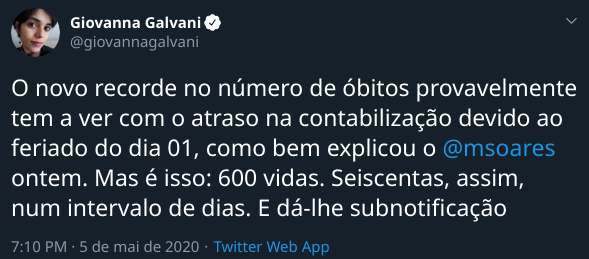 Giovanna Galvani
@giovannagalvani
O novo recorde no número de óbitos provavelmente
tem a ver com o atraso na contabilização devido ao
feriado do dia 01, como bem explicou o @msoares
ontem. Mas é isso: 600 vidas. Seiscentas, assim,
num intervalo de dias. E dá-lhe subnotificação
7:10 PM · 5 de mai de 2020 · Twitter Web App